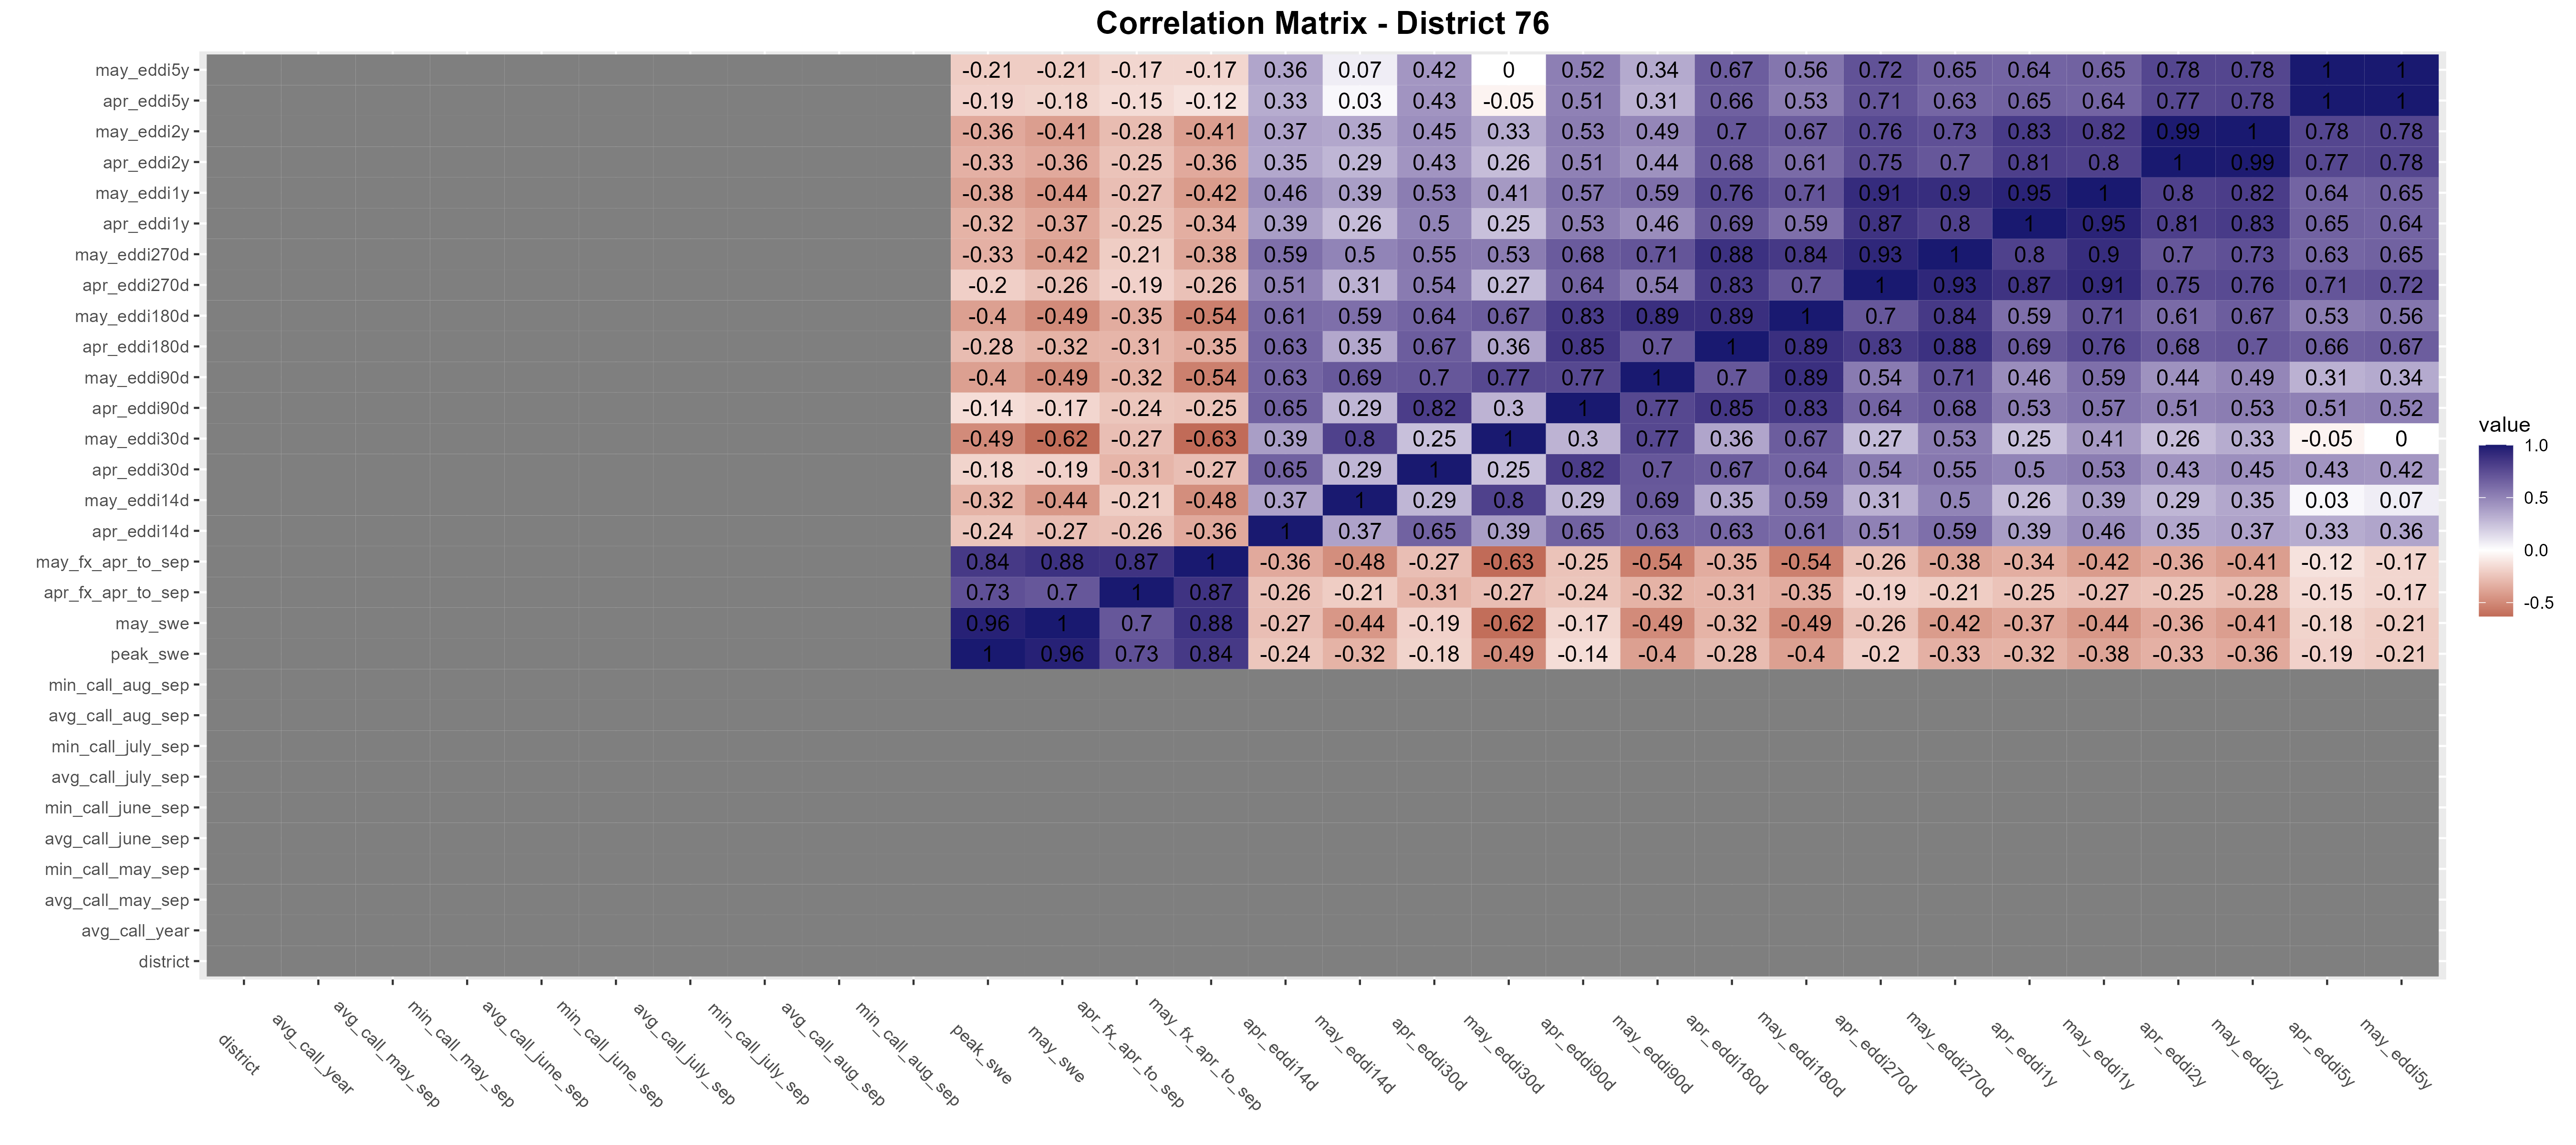 Correlation Matrix - District 76
may_eddi5y -0.21 -0.21 -0.17 -0.17 0.36 0.07 0.42 0 0.52 0.34 0.67 0.56 0.72 0.65 0.64 0.65 0.78 0.78 1 1
apr_eddi5y -0.19 -0.18 -0.15 -0.12 0.33 0.03 0.43 -0.05 0.51 0.31 0.66 0.53 0.71 0.63 0.65 0.64 0.77 0.78 1 1
may_eddi2y -0.36 -0.41 -0.28 -0.41 0.37 0.35 0.45 0.33 0.53 0.49 0.7 0.67 0.76 0.73 0.83 0.82 0.99 1 0.78 0.78
apr_eddi2y -0.33 -0.36 -0.25 -0.36 0.35 0.29 0.43 0.26 0.51 0.44 0.68 0.61 0.75 0.7 0.81 0.8 1 0.99 0.77 0.78
may_eddi1y -0.38 -0.44 -0.27 -0.42 0.46 0.39 0.53 0.41 0.57 0.59 0.76 0.71 0.91 0.9 0.95 1 0.8 0.82 0.64 0.65
apr_eddi1y -0.32 -0.37 -0.25 -0.34 0.39 0.26 0.5 0.25 0.53 0.46 0.69 0.59 0.87 0.8 1 0.95 0.81 0.83 0.65 0.64
may_eddi270d -0.33 -0.42 -0.21 -0.38 0.59 0.5 0.55 0.53 0.68 0.71 0.88 0.84 0.93 1 0.8 0.9 0.7 0.73 0.63 0.65
apr_eddi270d -0.2 -0.26 -0.19 -0.26 0.51 0.31 0.54 0.27 0.64 0.54 0.83 0.7 1 0.93 0.87 0.91 0.75 0.76 0.71 0.72
may_eddi180d -0.4 -0.49 -0.35 -0.54 0.61 0.59 0.64 0.67 0.83 0.89 0.89 1 0.7 0.84 0.59 0.71 0.61 0.67 0.53 0.56
apr_eddi180d -0.28 -0.32 -0.31 -0.35 0.63 0.35 0.67 0.36 0.85 0.7 1 0.89 0.83 0.88 0.69 0.76 0.68 0.7 0.66 0.67
may_eddi90d -0.4 -0.49 -0.32 -0.54 0.63 0.69 0.7 0.77 0.77 1 0.7 0.89 0.54 0.71 0.46 0.59 0.44 0.49 0.31 0.34
apr_eddi90d -0.14 -0.17 -0.24 -0.25 0.65 0.29 0.82 0.3 1 0.77 0.85 0.83 0.64 0.68 0.53 0.57 0.51 0.53 0.51 0.52
may_eddi30d -0.49 -0.62 -0.27 -0.63 0.39 0.8 0.25 1 0.3 0.77 0.36 0.67 0.27 0.53 0.25 0.41 0.26 0.33 -0.05 0
apr_eddi30d -0.18 -0.19 -0.31 -0.27 0.65 0.29 1 0.25 0.82 0.7 0.67 0.64 0.54 0.55 0.5 0.53 0.43 0.45 0.43 0.42
may_eddi14d -0.32 -0.44 -0.21 -0.48 0.37 1 0.29 0.8 0.29 0.69 0.35 0.59 0.31 0.5 0.26 0.39 0.29 0.35 0.03 0.07
apr_eddi14d -0.24 -0.27 -0.26 -0.36 1 0.37 0.65 0.39 0.65 0.63 0.63 0.61 0.51 0.59 0.39 0.46 0.35 0.37 0.33 0.36
may_fx_apr_to_sep 0.84 0.88 0.87 1 -0.36 -0.48 -0.27 -0.63 -0.25 -0.54 -0.35 -0.54 -0.26 -0.38 -0.34 -0.42 -0.36 -0.41 -0.12 -0.17
apr_fx_apr_to_sep 0.73 0.7 1 0.87 -0.26 -0.21 -0.31 -0.27 -0.24 -0.32 -0.31 -0.35 -0.19 -0.21 -0.25 -0.27 -0.25 -0.28 -0.15 -0.17
may_swe 0.96 1 0.7 0.88 -0.27 -0.44 -0.19 -0.62 -0.17 -0.49 -0.32 -0.49 -0.26 -0.42 -0.37 -0.44 -0.36 -0.41 -0.18 -0.21
peak_swe 1 0.96 0.73 0.84 -0.24 -0.32 -0.18 -0.49 -0.14 -0.4 -0.28 -0.4 -0.2 -0.33 -0.32 -0.38 -0.33 -0.36 -0.19 -0.21
min_call_aug_sep
avg_call_aug_sep
min_call_july_sep
avg_call_july_sep
min_call_june_sep
avg_call_june_sep
min_call_may_sep
avg_call_may_sep
avg_call_year
district
district avg_call_year avg_call_may_sep min_call_may_sep avg_call_june_sep min_call_june_sep avg_call_july_sep min_call_july_sep avg_call_aug_sep min_call_aug_sep peak_swe may_swe apr_fx_apr_to_sep may_fx_apr_to_sep apr_eddi14d may_eddi14d apr_eddi30d may_eddi30d apr_eddi90d may_eddi90d apr_eddi180d may_eddi180d apr_eddi270d may_eddi270d apr_eddi1y may_eddi1y apr_eddi2y may_eddi2y apr_eddi5y may_eddi5y
value
1.0
0.5
0.0
-0.5